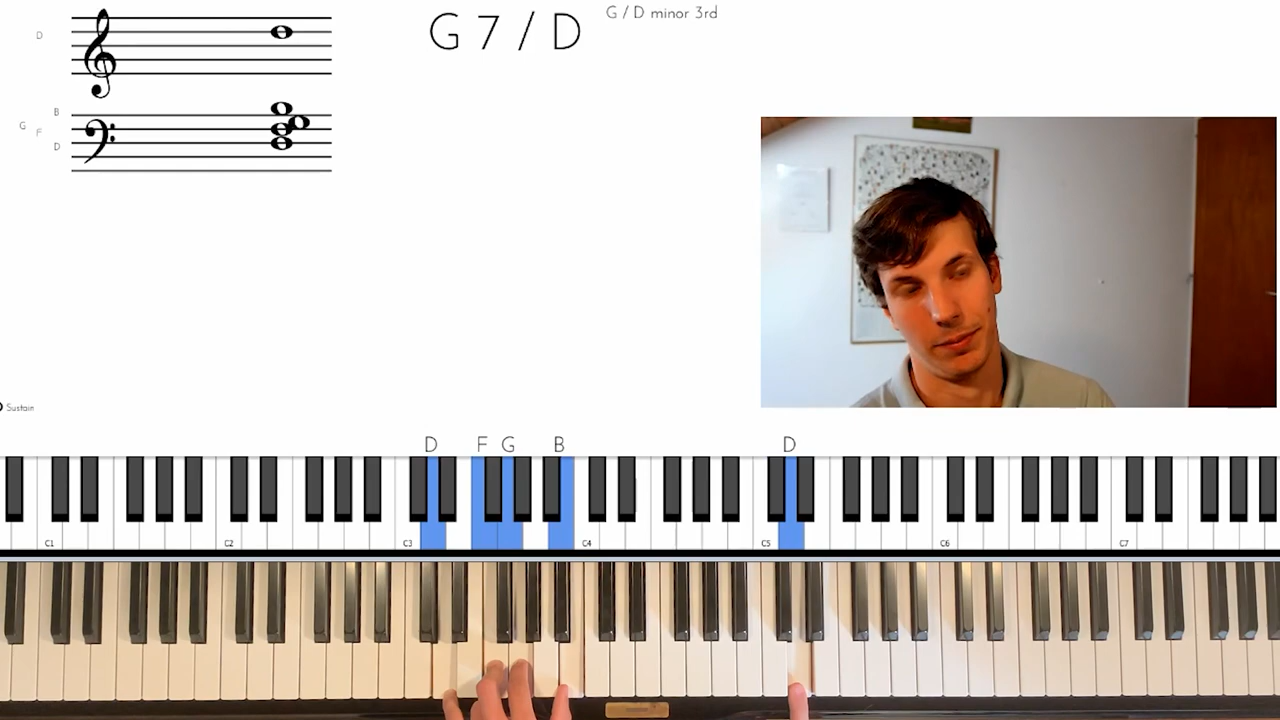 G 7 / D
G / D minor 3rd
D
B
G
F
D
Sustain
D F G B D
C1 C2 C3 C4 C5 C6 C7